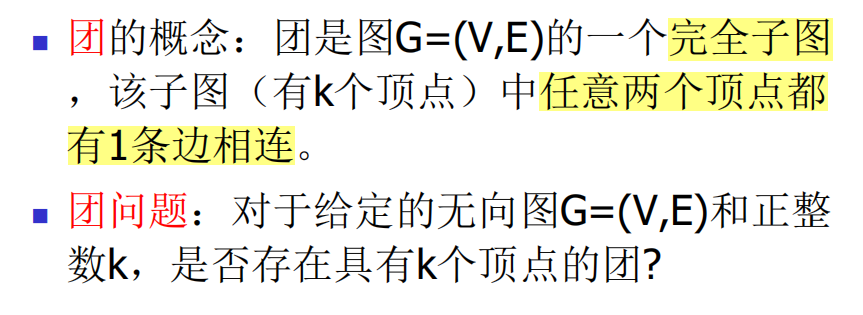 团的概念：团是图G=(V,E)的一个完全子图
，该子图（有k个顶点）中任意两个顶点都
有1条边相连。
团问题：对于给定的无向图G=(V,E)和正整
数k，是否存在具有k个顶点的团?